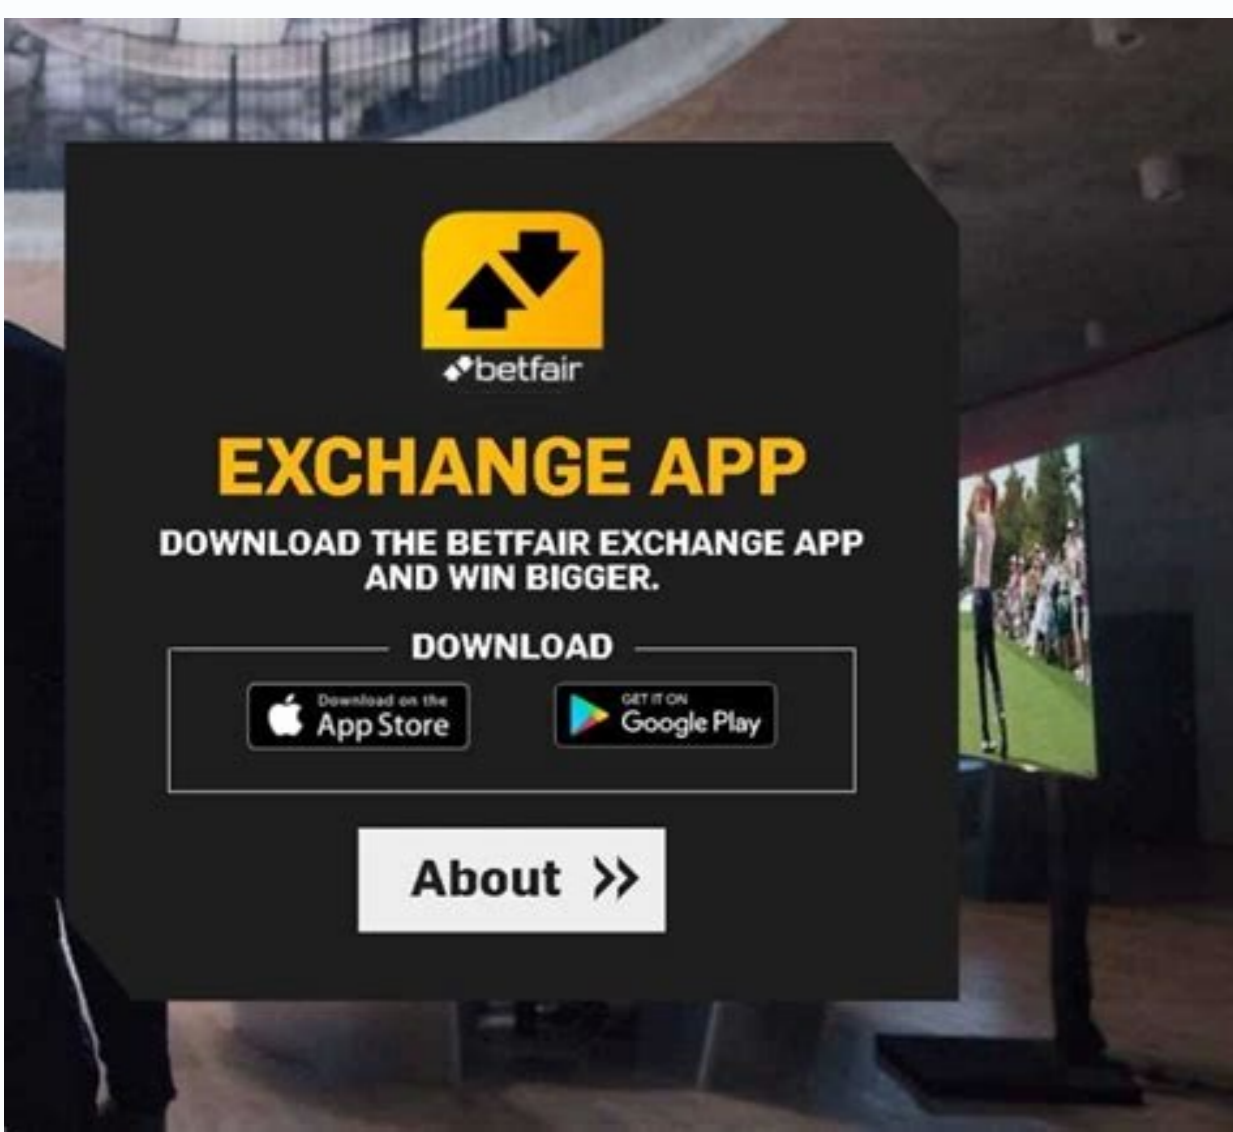 betfair
EXCHANGE APP
DOWNLOAD THE BETFAIR EXCHANGE APP
AND WIN BIGGER.
DOWNLOAD
Download on the
App Store
GET IT ON
Google Play
About >>